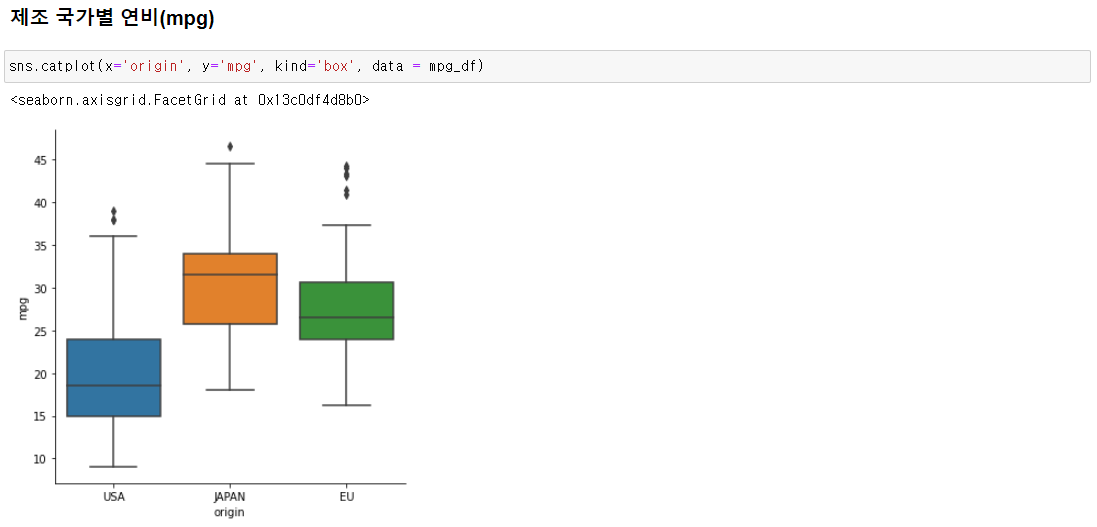 제조 국가별 연비(mpg)
sns.catplot(x='origin', y='mpg', kind='box', data = mpg_df)
<seaborn.axisgrid.FacetGrid at 0x13c0df4d8b0>
45
40
35
30
25
20
15
10
mpg
USA JAPAN EU
origin